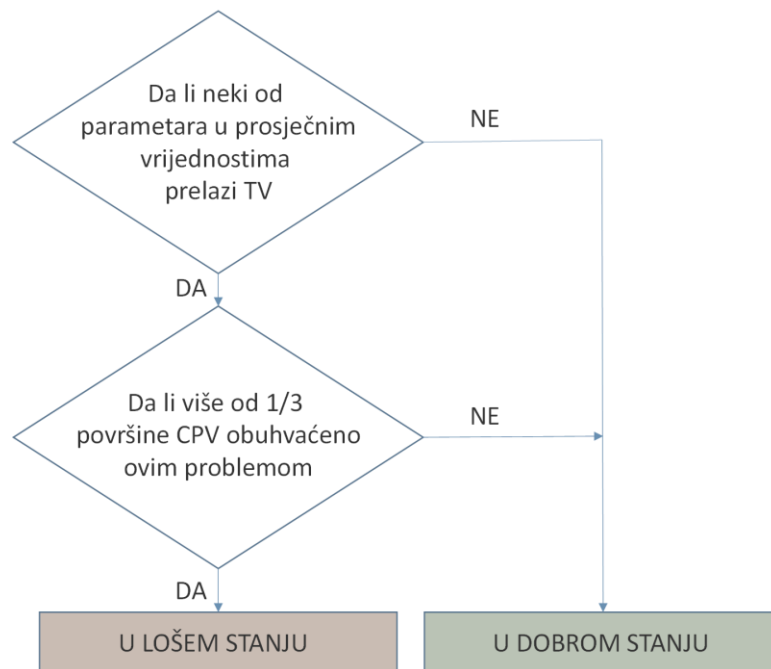 Da li neki od
parametara u prosječnim
vrijednostima
prelazi TV
NE
DA
Da li više od 1/3
površine CPV obuhvaćeno
ovim problemom
NE
DA
U LOŠEM STANJU
U DOBROM STANJU